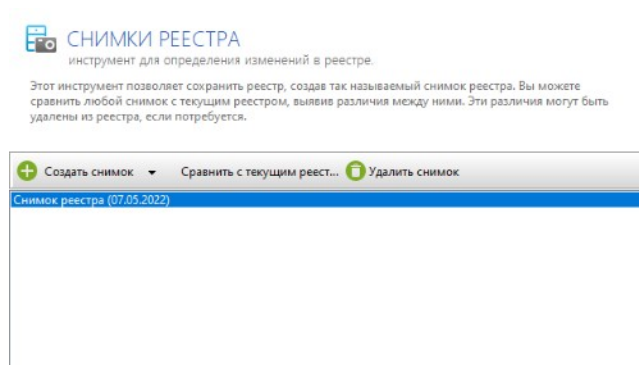 СНИМКИ РЕЕСТРА
инструмент для определения изменений в реестре.
Этот инструмент позволяет сохранить реестр, создав так называемый снимок реестра. Вы можете
сравнить любой снимок с текущим реестром, выявив различия между ними. Эти различия могут быть
удалены из реестра, если потребуется.
Создать снимок Сравнить с текущим реест... Удалить снимок
Снимок реестра (07.05.2022)